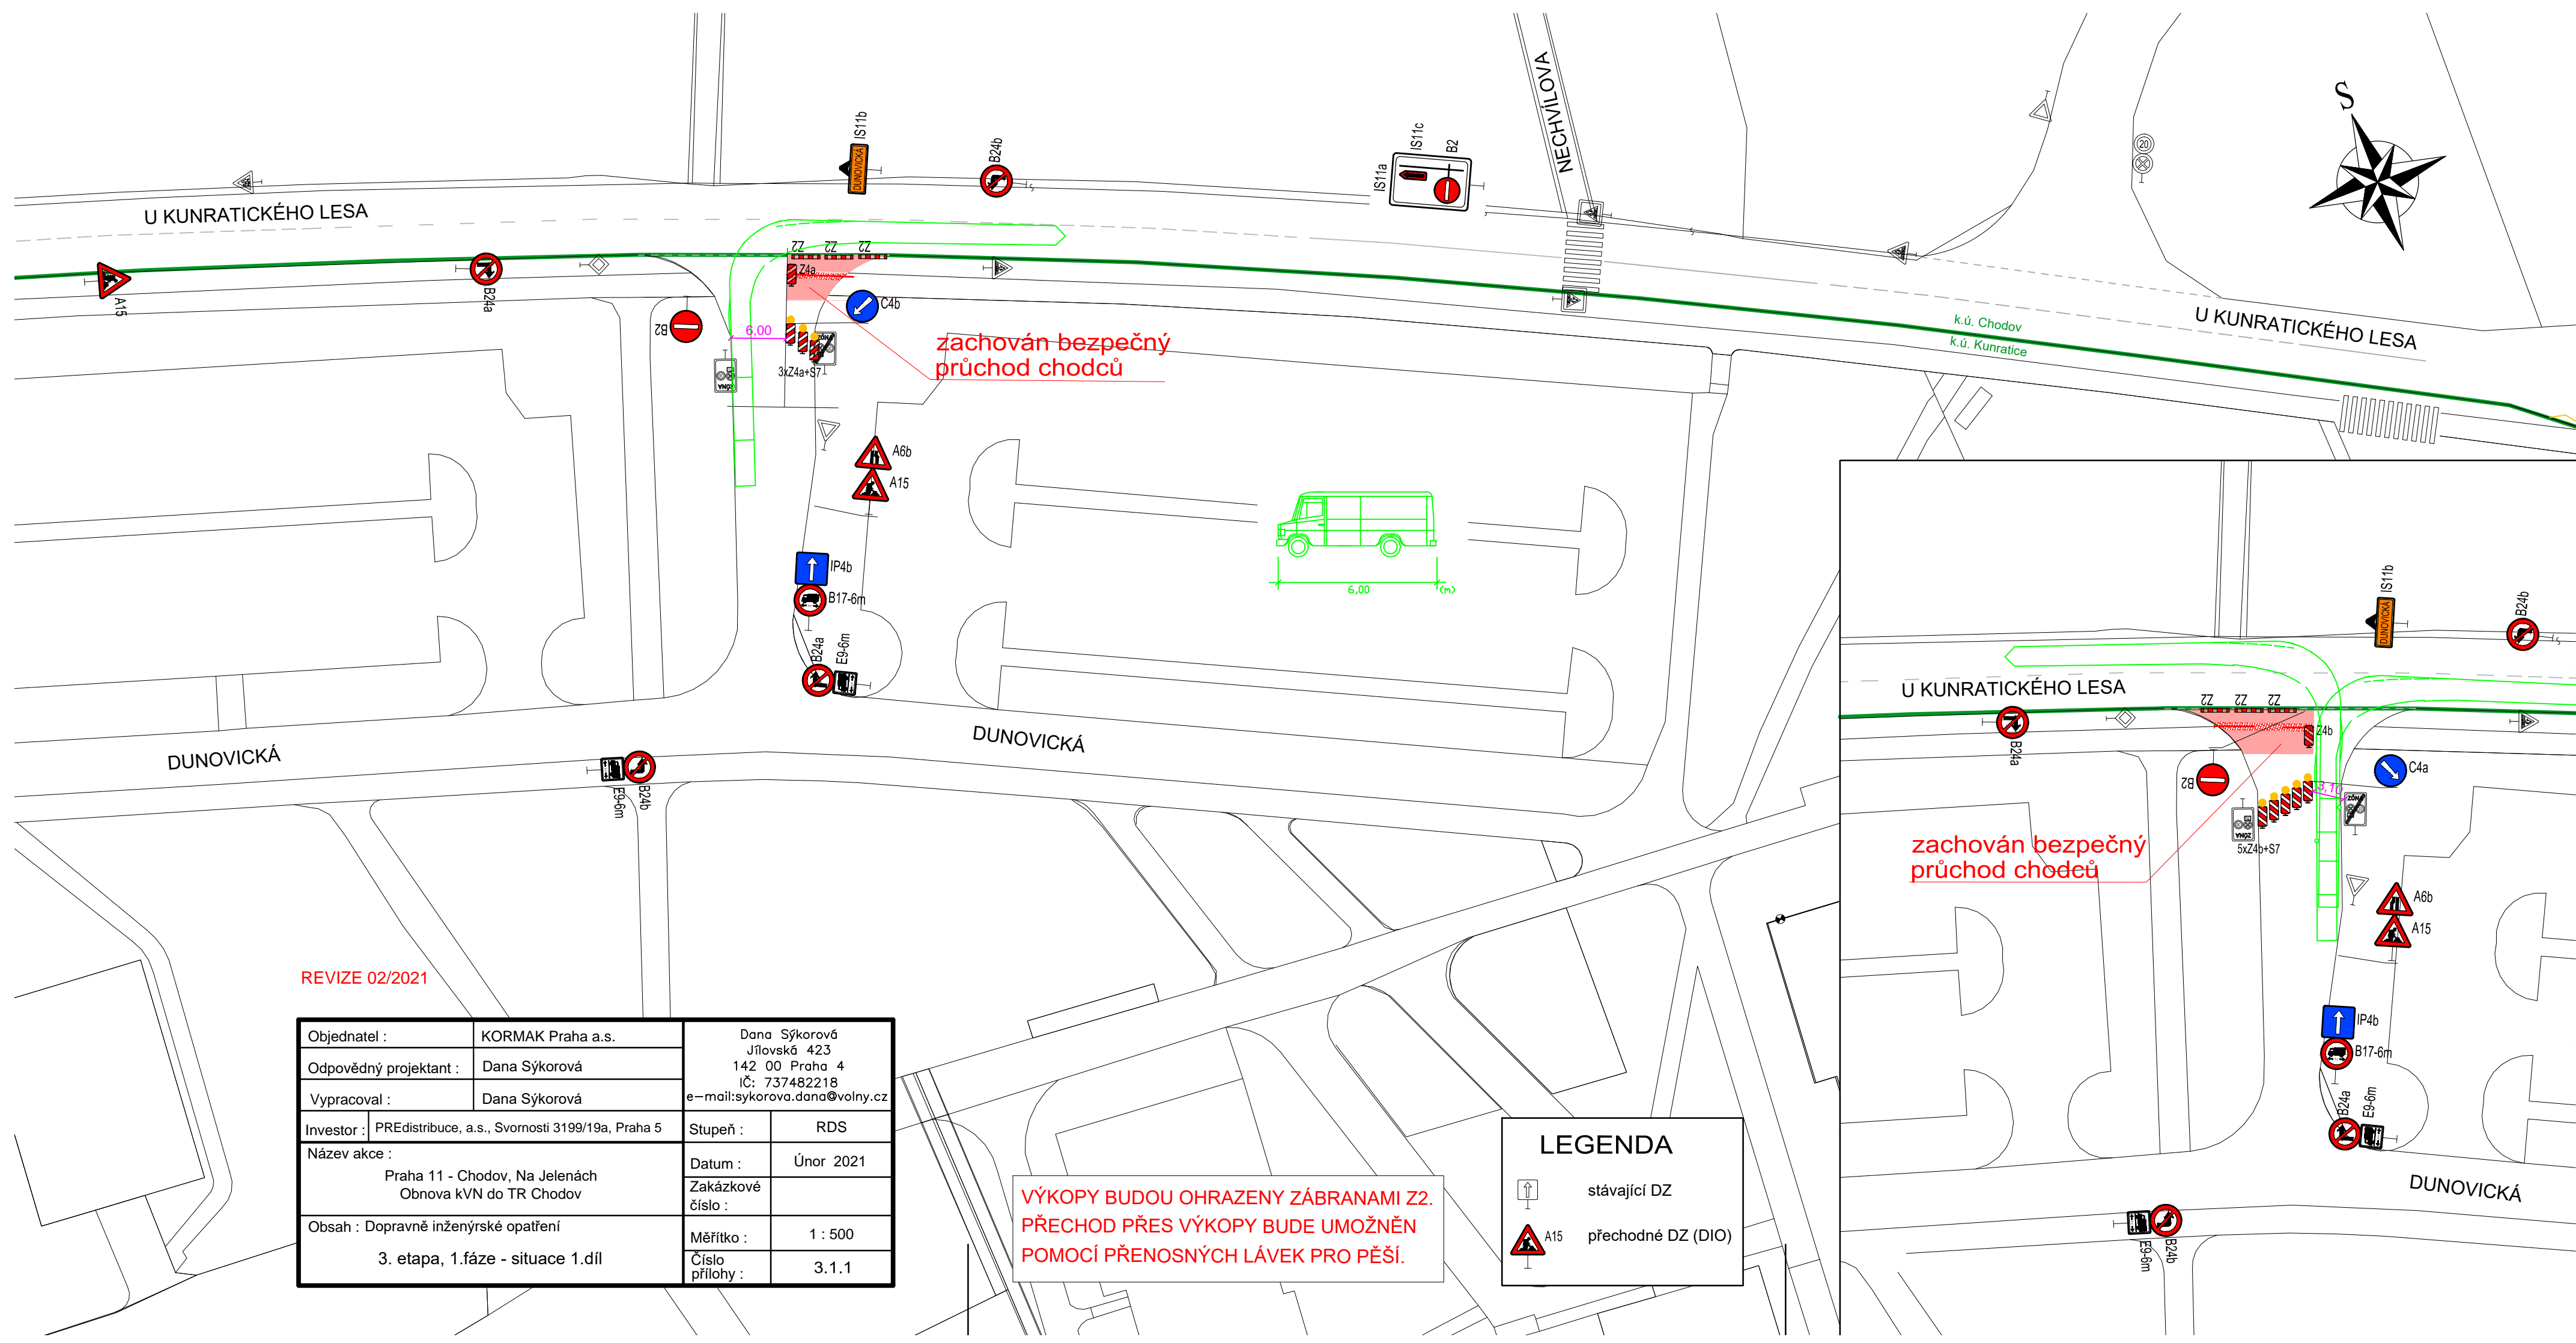 IS11b
DUNOVICKÁ
B24b
IS11a
IS11c
B2
NECHVÍLOVA
S
20
U KUNRATICKÉHO LESA
A15
B24a
B2
Z2
Z2
Z2
Z4a
C4b
6,00
3xZ4a+S7
ZÓNA
zachován bezpečný
průchod chodců
k.ú. Chodov
k.ú. Kunratice
U KUNRATICKÉHO LESA
A6b
A15
IP4b
B17-6m
B24a
E9-6m
6,00
(m)
DUNOVICKÁ
DUNOVICKÁ
E9-6m
B24b
IS11b
DUNOVICKÁ
B24b
U KUNRATICKÉHO LESA
B24a
B2
Z2
Z2
Z2
Z4b
C4a
3,10
ZÓNA
ZÓNA
5xZ4b+S7
zachován bezpečný
průchod chodců
A6b
A15
IP4b
B17-6m
B24a
E9-6m
DUNOVICKÁ
E9-6m
B24b
REVIZE 02/2021
Objednatel :
KORMAK Praha a.s.
Odpovědný projektant :
Dana Sýkorová
Vypracoval :
Dana Sýkorová
Dana Sýkorová
Jílovská 423
142 00 Praha 4
IČ: 737482218
e-mail:sykorova.dana@volny.cz
Investor :
PREdistribuce, a.s., Svornosti 3199/19a, Praha 5
Stupeň :
RDS
Název akce :
Praha 11 - Chodov, Na Jelenách
Obnova kVN do TR Chodov
Datum :
Únor 2021
Zakázkové
číslo :
Obsah : Dopravně inženýrské opatření
3. etapa, 1.fáze - situace 1.díl
Měřítko :
1 : 500
Číslo
přílohy :
3.1.1
VÝKOPY BUDOU OHRAZENY ZÁBRANAMI Z2.
PŘECHOD PŘES VÝKOPY BUDE UMOŽNĚN
POMOCÍ PŘENOSNÝCH LÁVEK PRO PĚŠÍ.
LEGENDA
stávající DZ
A15
přechodné DZ (DIO)